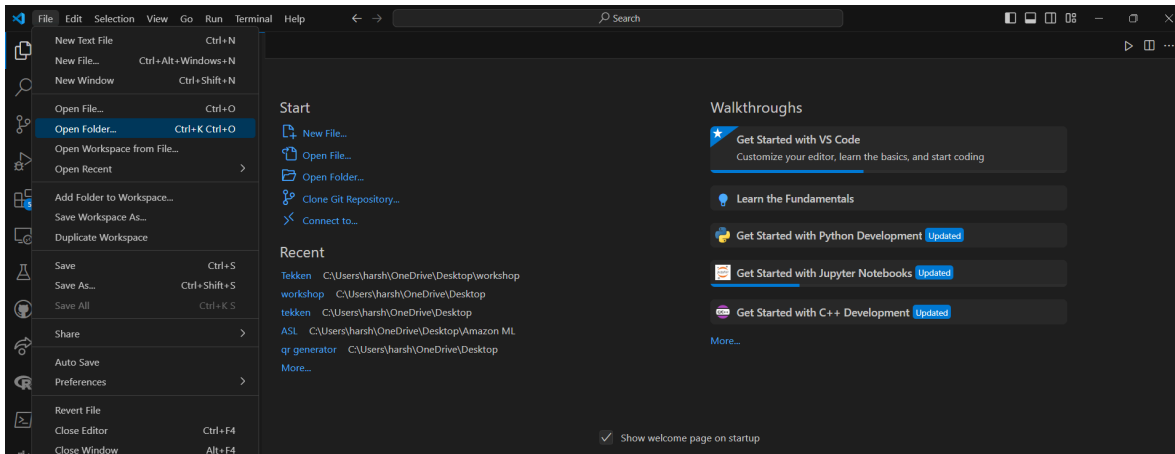 File Edit Selection View Go Run Terminal Help
Search
New Text File Ctrl+N
New File... Ctrl+Alt+Windows+N
New Window Ctrl+Shift+N
Open File... Ctrl+O
Open Folder... Ctrl+K Ctrl+O
Open Workspace from File...
Open Recent
Add Folder to Workspace...
Save Workspace As...
Duplicate Workspace
Save Ctrl+S
Save As... Ctrl+Shift+S
Save All Ctrl+K S
Share
Auto Save
Preferences
Revert File
Close Editor Ctrl+F4
Close Window Alt+F4
Start
New File...
Open File...
Open Folder...
Clone Git Repository...
Connect to...
Recent
Tekken C:\Users\harsh\OneDrive\Desktop\workshop
workshop C:\Users\harsh\OneDrive\Desktop
tekken C:\Users\harsh\OneDrive\Desktop
ASL C:\Users\harsh\OneDrive\Desktop\Amazon ML
qr generator C:\Users\harsh\OneDrive\Desktop
More...
Walkthroughs
Get Started with VS Code
Customize your editor, learn the basics, and start coding
Learn the Fundamentals
Get Started with Python Development Updated
Get Started with Jupyter Notebooks Updated
Get Started with C++ Development Updated
More...
Show welcome page on startup